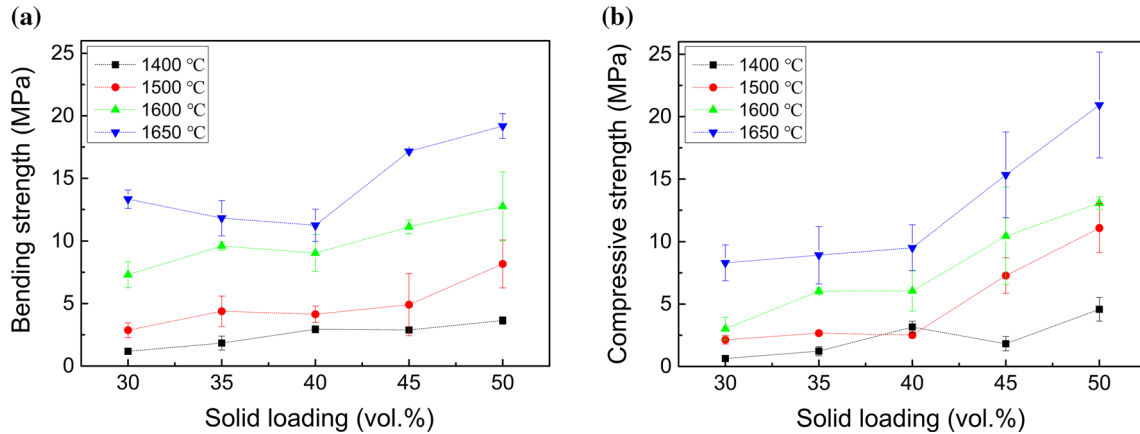 (a)
Bending strength (MPa)
25
20
15
10
5
0
1400 ℃
1500 ℃
1600 ℃
1650 ℃
30 35 40 45 50
Solid loading (vol.%)
(b)
Compressive strength (MPa)
25
20
15
10
5
0
1400 ℃
1500 ℃
1600 ℃
1650 ℃
30 35 40 45 50
Solid loading (vol.%)